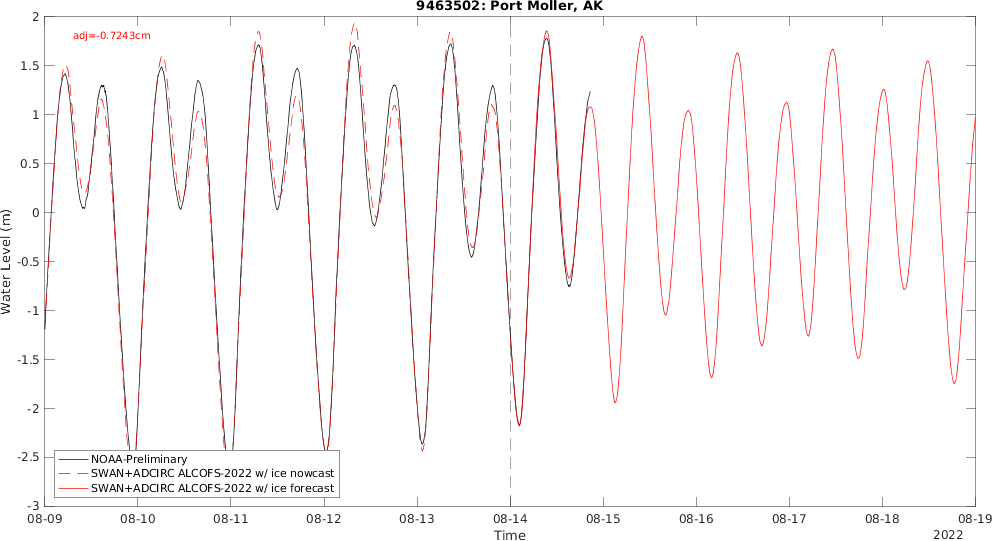 9463502: Port Moller, AK
adj=-0.7243cm
Water Level (m)
2
1.5
1
0.5
0
-0.5
-1
-1.5
-2
-2.5
-3
NOAA-Preliminary
SWAN+ADCIRC ALCOFS-2022 w/ ice nowcast
SWAN+ADCIRC ALCOFS-2022 w/ ice forecast
08-09 08-10 08-11 08-12 08-13 08-14 08-15 08-16 08-17 08-18 08-19
Time
2022